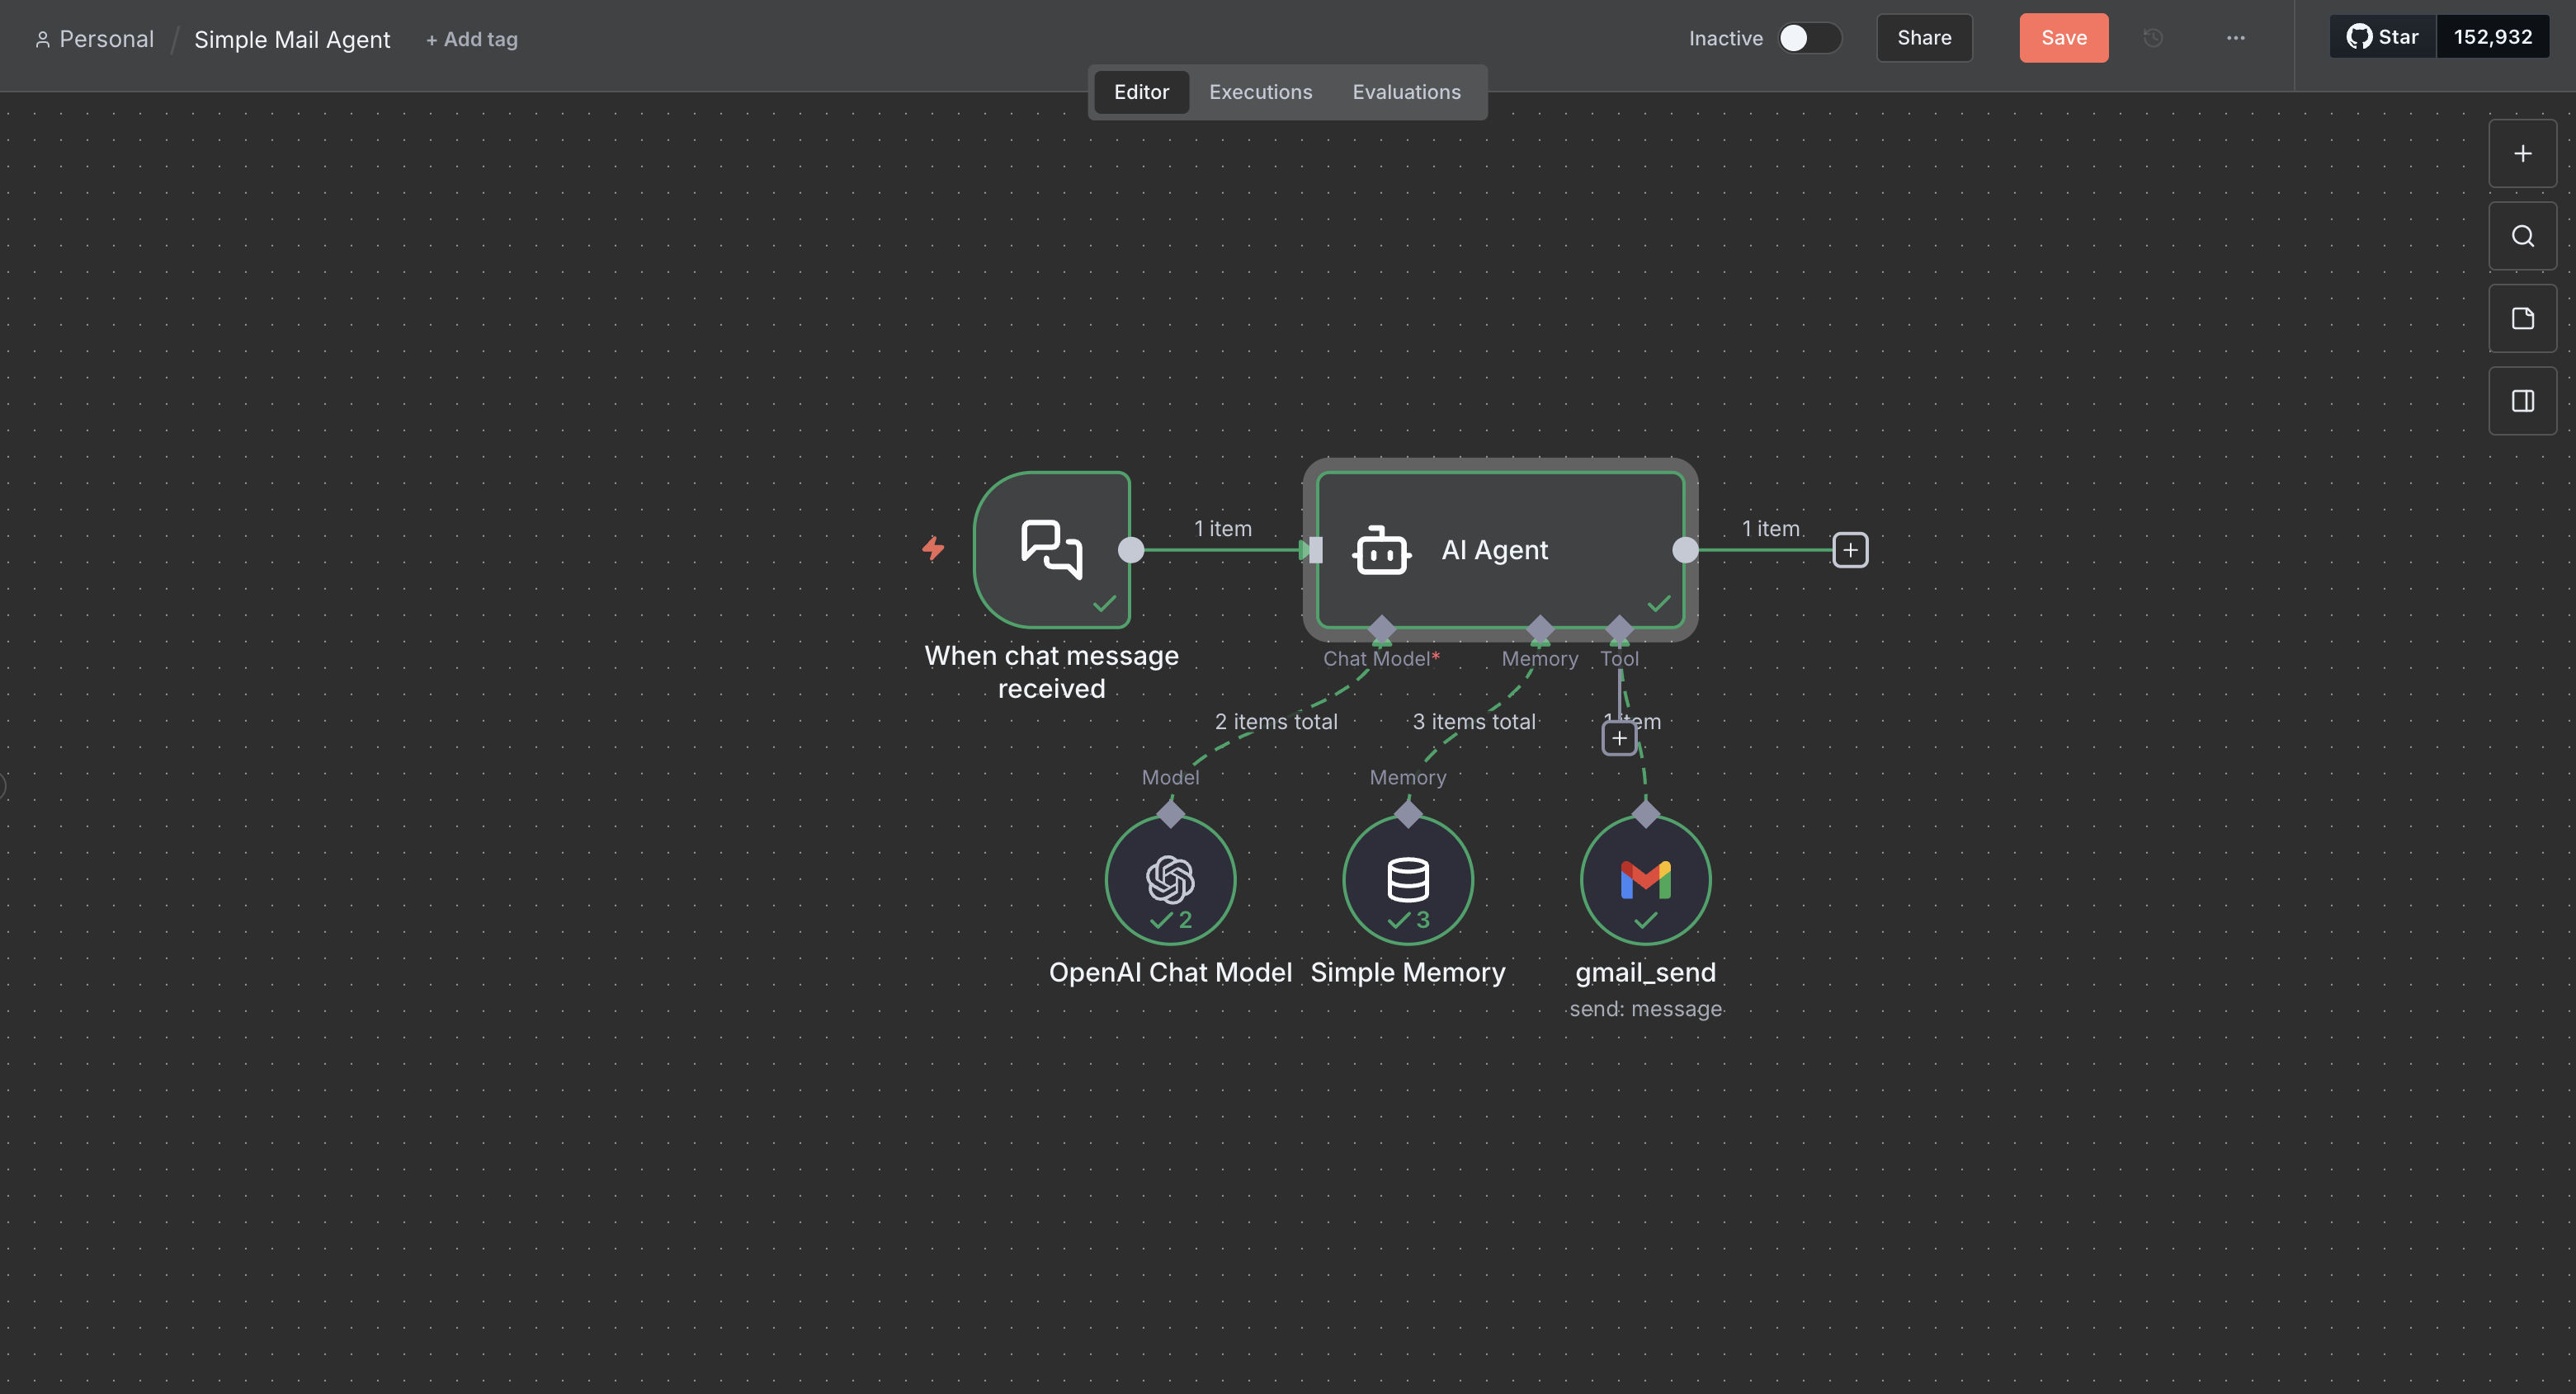 Personal / Simple Mail Agent + Add tag
Inactive Share Save ... Star 152,932
Editor Executions Evaluations
1 item
1 item
AI Agent
When chat message
received
Chat Model* Memory Tool
2 items total 3 items total 1 item
Model Memory
2 3
OpenAI Chat Model Simple Memory gmail_send
send: message